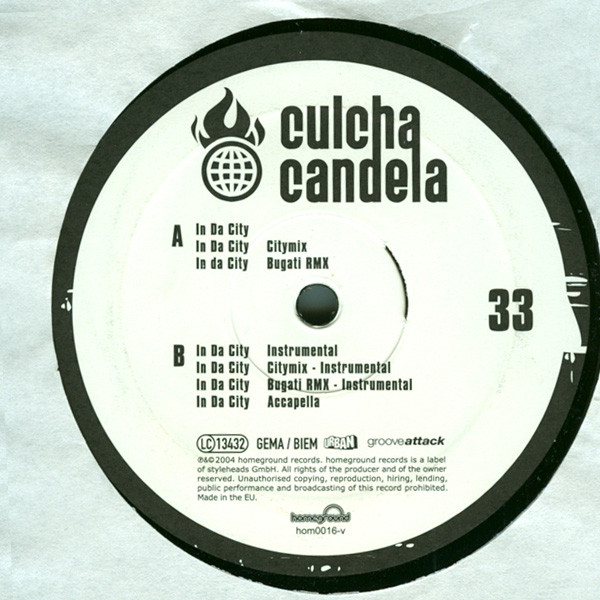 culcha
candela
A In Da City
In Da City Citymix
In da City Bugati RMX
33
B In Da City Instrumental
In Da City Citymix - Instrumental
In Da City Bugati RMX - Instrumental
In Da City Accapella
LC 13432 GEMA / BIEM URBAN grooveattack
℗&© 2004 homeground records. homeground records is a label
of styleheads GmbH. All rights of the producer and of the owner
reserved. Unauthorised copying, reproduction, hiring, lending,
public performance and broadcasting of this record prohibited.
Made in the EU.
homeground
hom0016-v